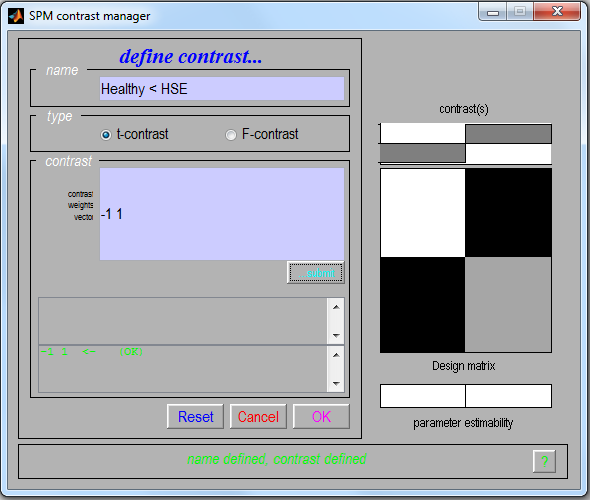 SPM contrast manager
define contrast...
name
Healthy < HSE
type
t-contrast
F-contrast
contrast
contrast
weights
vector
-1 1
...submit
-1 1 <- (OK)
Reset
Cancel
OK
name defined, contrast defined
?
contrast(s)
Design matrix
parameter estimability